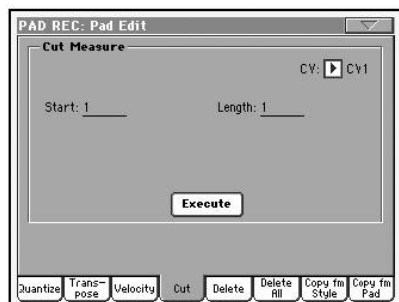 PAD REC: Pad Edit
Cut Measure
CV: CV1
Start: 1 Length: 1
Execute
Quantize Trans-pose Velocity Cut Delete Delete All Copy fm Style Copy fm Pad